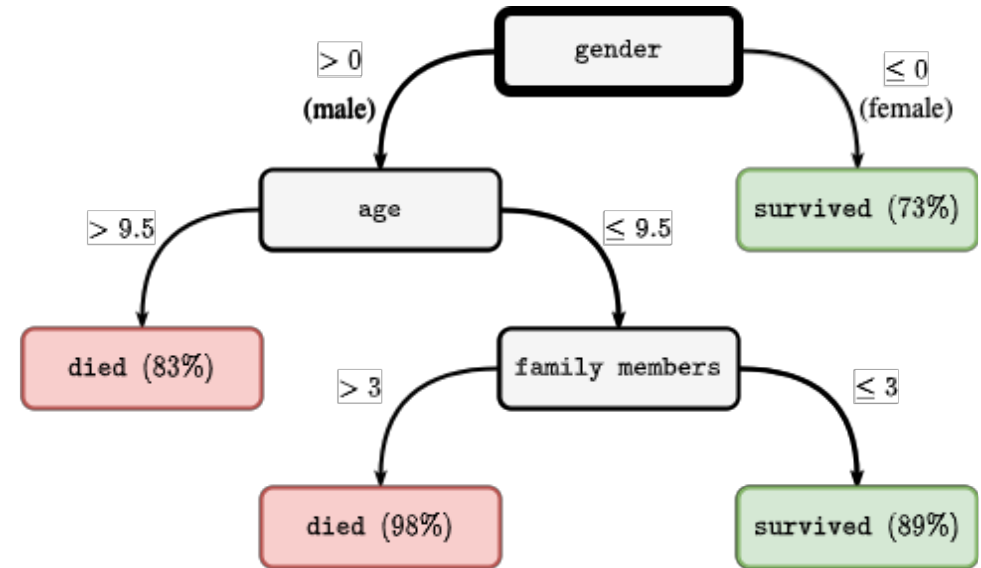 gender
> 0
(male)
≤ 0
(female)
age
survived (73%)
> 9.5
≤ 9.5
died (83%)
family members
> 3
≤ 3
died (98%)
survived (89%)